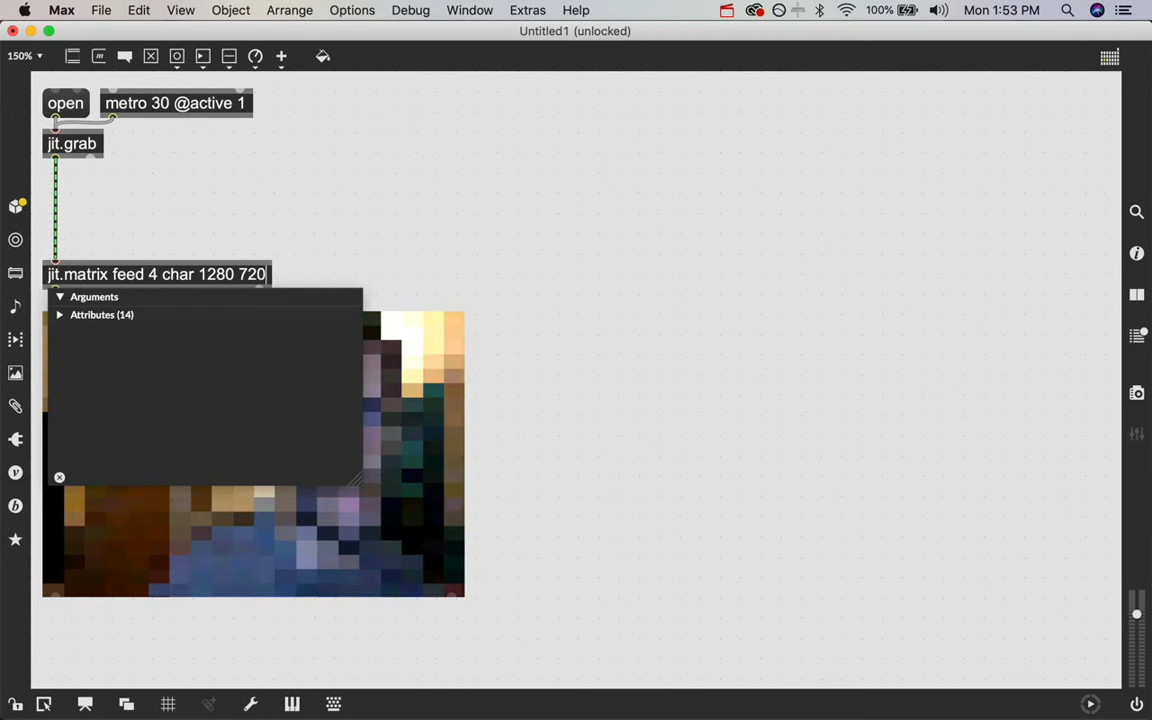 Max File Edit View Object Arrange Options Debug Window Extras Help 100% Mon 1:53 PM
Untitled1 (unlocked)
150%
open metro 30 @active 1
jit.grab
jit.matrix feed 4 char 1280 720
Arguments
Attributes (14)